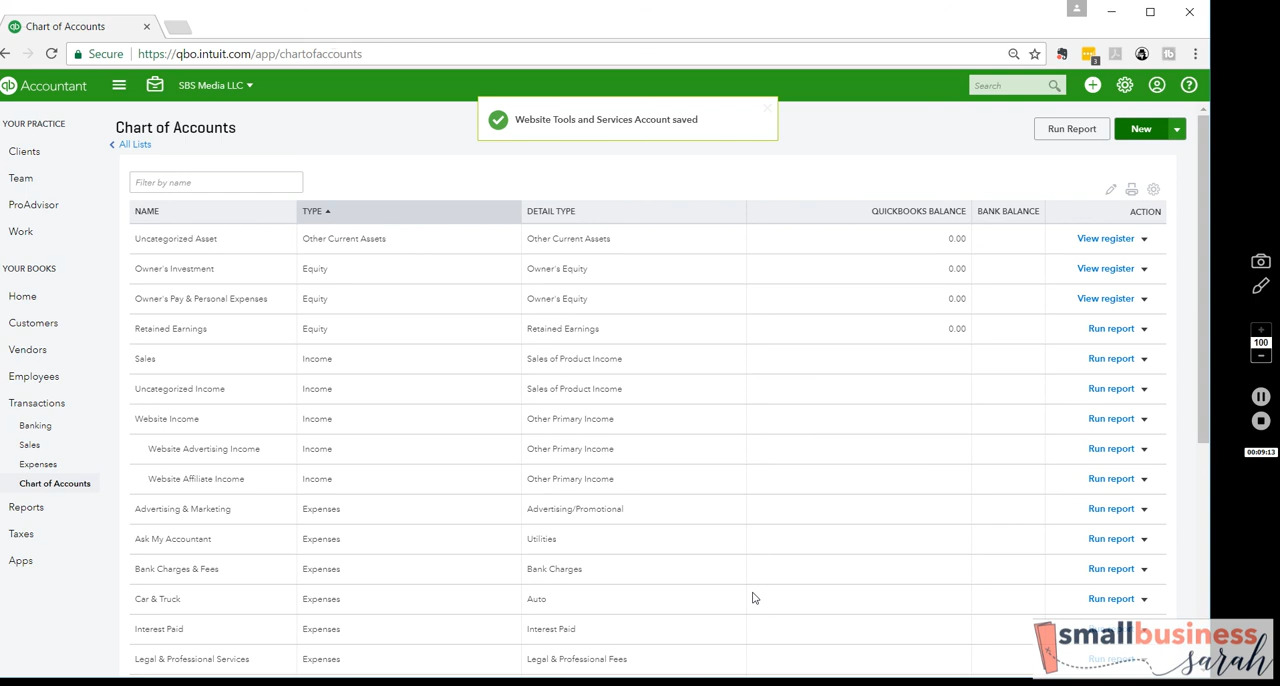 Chart of Accounts
Secure https://qbo.intuit.com/app/chartofaccounts
3
qb Accountant SBS Media LLC Search
YOUR PRACTICE
Clients
Team
ProAdvisor
Work
YOUR BOOKS
Home
Customers
Vendors
Employees
Transactions
Banking
Sales
Expenses
Chart of Accounts
Reports
Taxes
Apps
Website Tools and Services Account saved
Chart of Accounts
All Lists
Run Report New
Filter by name
NAME TYPE DETAIL TYPE QUICKBOOKS BALANCE BANK BALANCE ACTION
Uncategorized Asset Other Current Assets Other Current Assets 0.00 View register
Owner's Investment Equity Owner's Equity 0.00 View register
Owner's Pay & Personal Expenses Equity Owner's Equity 0.00 View register
Retained Earnings Equity Retained Earnings 0.00 Run report
Sales Income Sales of Product Income Run report
Uncategorized Income Income Sales of Product Income Run report
Website Income Income Other Primary Income Run report
Website Advertising Income Income Other Primary Income Run report
Website Affiliate Income Income Other Primary Income Run report
Advertising & Marketing Expenses Advertising/Promotional Run report
Ask My Accountant Expenses Utilities Run report
Bank Charges & Fees Expenses Bank Charges Run report
Car & Truck Expenses Auto Run report
Interest Paid Expenses Interest Paid
Legal & Professional Services Expenses Legal & Professional Fees Run report
100
00:09:13
smallbusiness
sarah